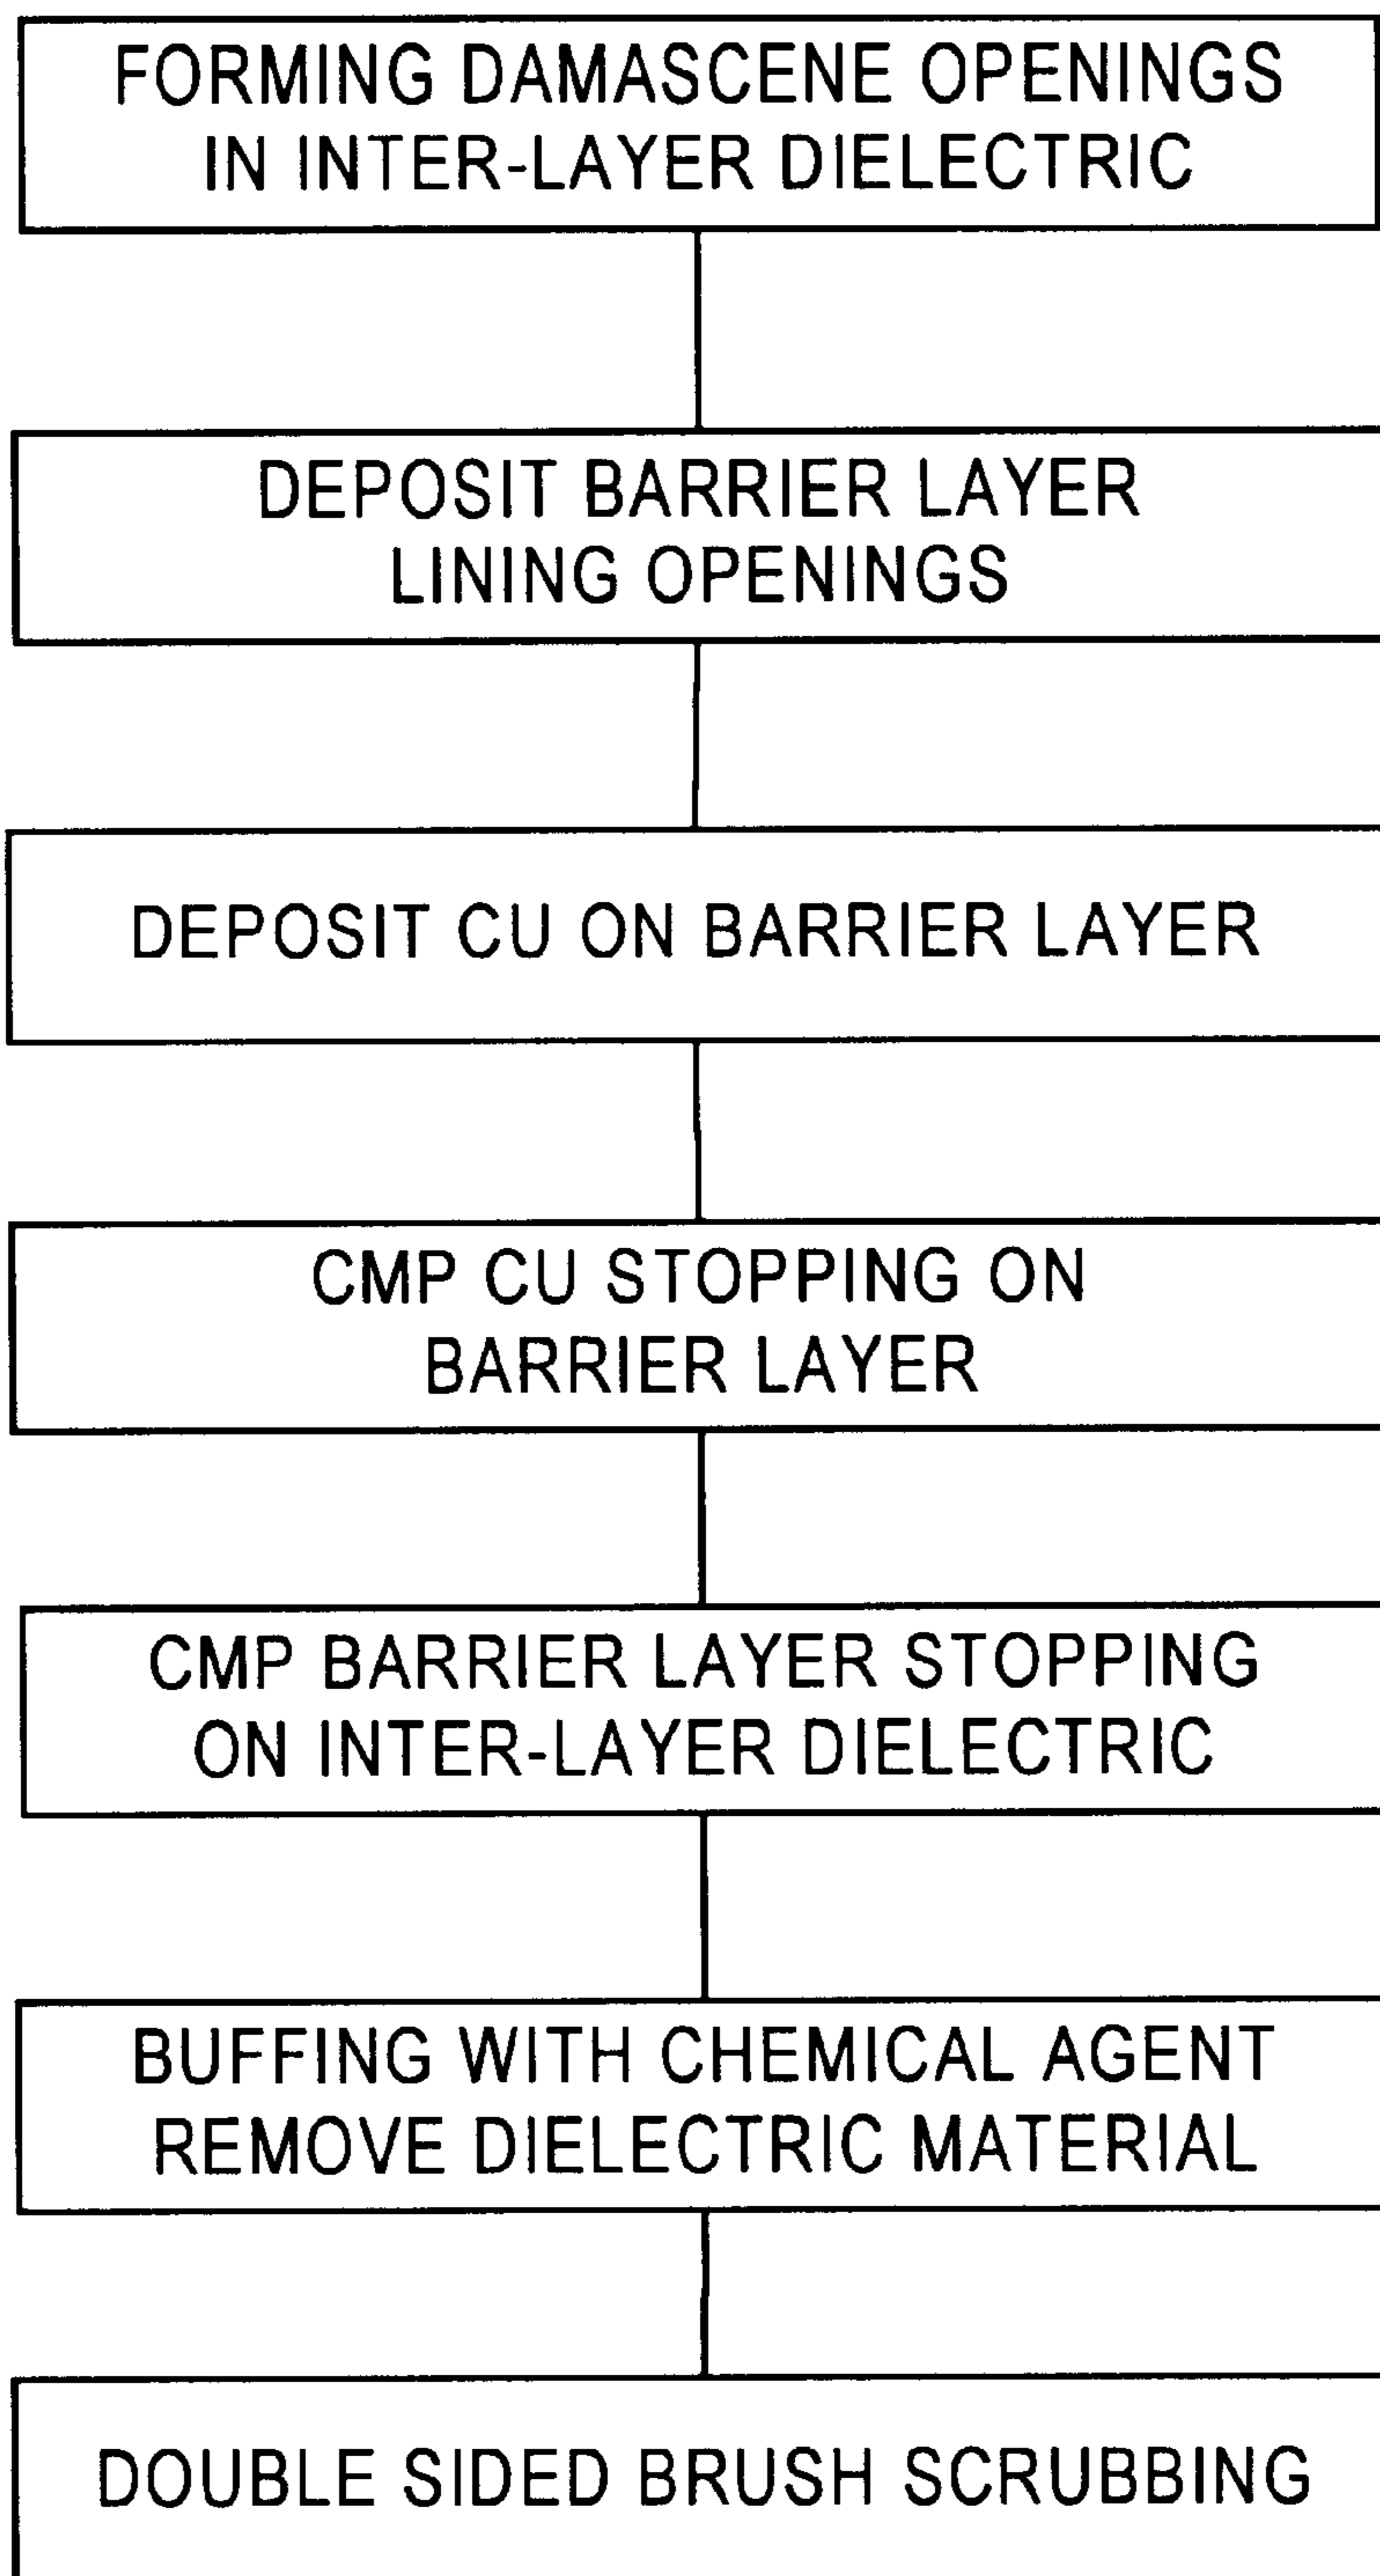 FORMING DAMASCENE OPENINGS
IN INTER-LAYER DIELECTRIC
DEPOSIT BARRIER LAYER
LINING OPENINGS
DEPOSIT CU ON BARRIER LAYER
CMP CU STOPPING ON
BARRIER LAYER
CMP BARRIER LAYER STOPPING
ON INTER-LAYER DIELECTRIC
BUFFING WITH CHEMICAL AGENT
REMOVE DIELECTRIC MATERIAL
DOUBLE SIDED BRUSH SCRUBBING